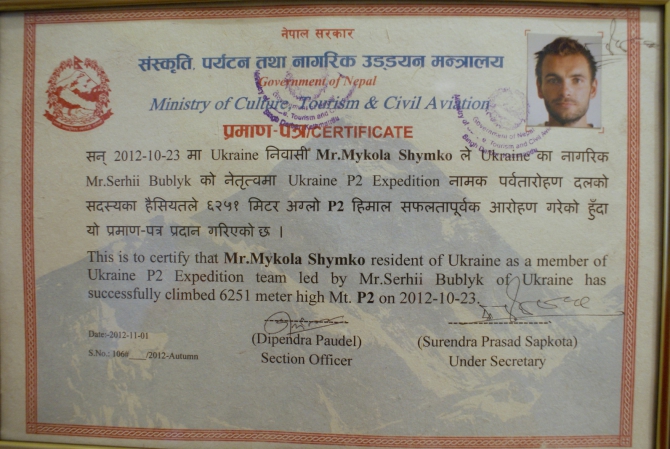 नेपाल सरकार
संस्कृति, पर्यटन तथा नागरिक उड्डयन मन्त्रालय
Government of Nepal
Ministry of Culture, Tourism & Civil Aviation
प्रमाण-पत्र/CERTIFICATE
सन् 2012-10-23 मा Ukraine निवासी Mr.Mykola Shymko ले Ukraine का नागरिक
Mr.Serhii Bublyk को नेतृत्वमा Ukraine P2 Expedition नामक पर्वतारोहण दलको
सदस्यका हैसियतले ६२५१ मिटर अग्लो P2 हिमाल सफलतापूर्वक आरोहण गरेको हुँदा
यो प्रमाण-पत्र प्रदान गरिएको छ ।
This is to certify that Mr.Mykola Shymko resident of Ukraine as a member of
Ukraine P2 Expedition team led by Mr.Serhii Bublyk of Ukraine has
successfully climbed 6251 meter high Mt. P2 on 2012-10-23.
Date:-2012-11-01
S.No.: 106 /2012-Autumn
(Dipendra Paudel)
Section Officer
(Surendra Prasad Sapkota)
Under Secretary